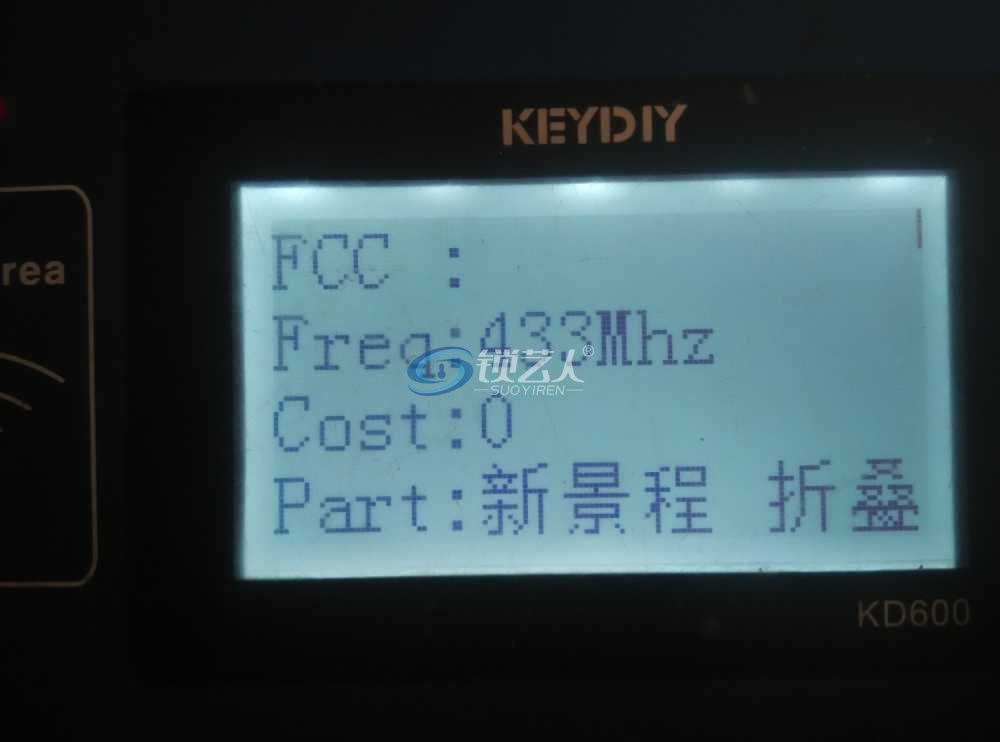 KEYDIY
FCC :
rea
Freq:433Mhz
锁艺人®
SUOYIREN
Cost:0
Part:新景程 折叠
KD600